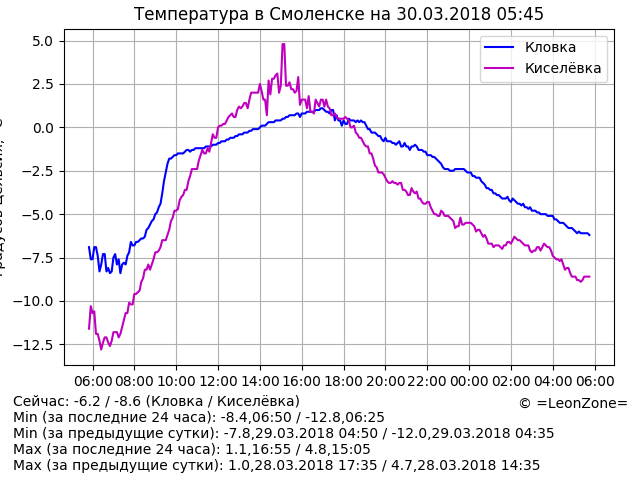 Температура в Смоленске на 30.03.2018 05:45
5.0
2.5
0.0
−2.5
−5.0
−7.5
−10.0
−12.5
Кловка
Киселёвка
06:00 08:00 10:00 12:00 14:00 16:00 18:00 20:00 22:00 00:00 02:00 04:00 06:00
Сейчас: -6.2 / -8.6 (Кловка / Киселёвка)
© =LeonZone=
Min (за последние 24 часа): -8.4,06:50 / -12.8,06:25
Min (за предыдущие сутки): -7.8,29.03.2018 04:50 / -12.0,29.03.2018 04:35
Max (за последние 24 часа): 1.1,16:55 / 4.8,15:05
Max (за предыдущие сутки): 1.0,28.03.2018 17:35 / 4.7,28.03.2018 14:35